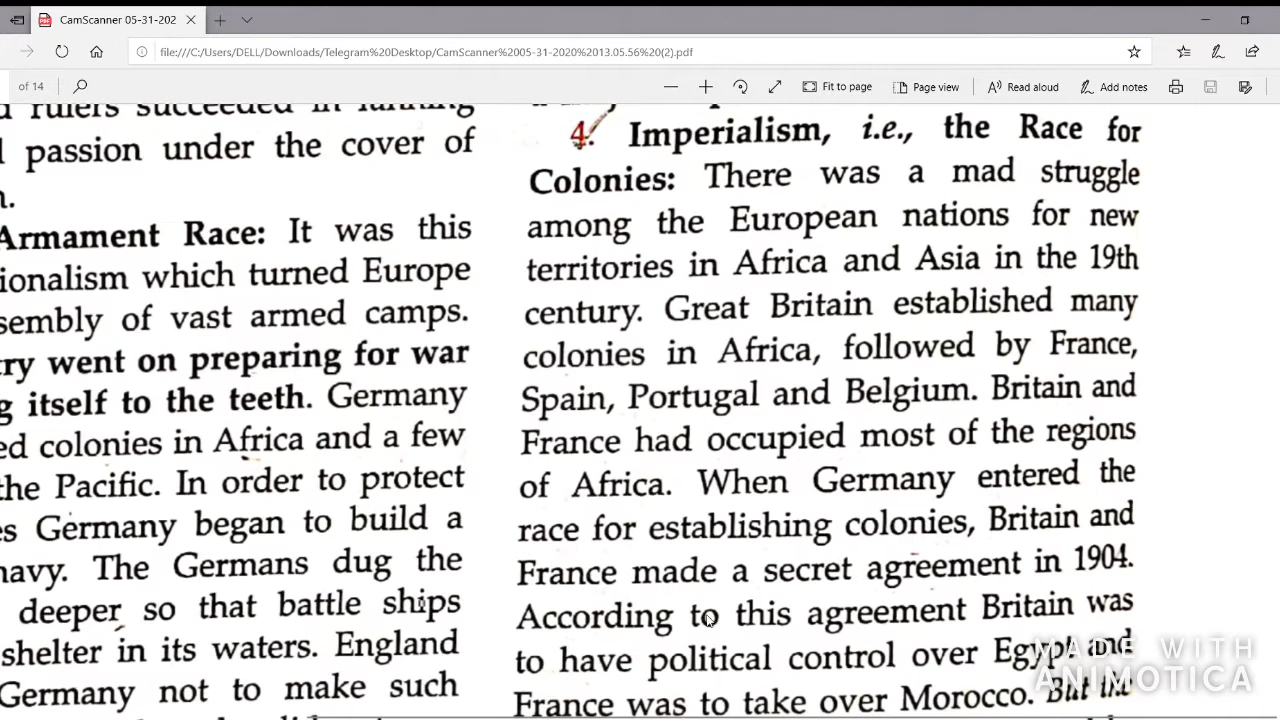 CamScanner 05-31-202
file:///C:/Users/DELL/Downloads/Telegram%20Desktop/CamScanner%2005-31-2020%2013.05.56%20(2).pdf
of 14
Fit to page
Page view
Read aloud
Add notes
d rulers succeeded in fanning
passion under the cover of
n.
Armament Race: It was this
ionalism which turned Europe
sembly of vast armed camps.
ry went on preparing for war
g itself to the teeth. Germany
ed colonies in Africa and a few
the Pacific. In order to protect
es Germany began to build a
navy. The Germans dug the
deeper so that battle ships
shelter in its waters. England
Germany not to make such
4. Imperialism, i.e., the Race for
Colonies: There was a mad struggle
among the European nations for new
territories in Africa and Asia in the 19th
century. Great Britain established many
colonies in Africa, followed by France,
Spain, Portugal and Belgium. Britain and
France had occupied most of the regions
of Africa. When Germany entered the
race for establishing colonies, Britain and
France made a secret agreement in 1904.
According to this agreement Britain was
to have political control over Egypt and
France was to take over Morocco. But the
MADE WITH
ANIMOTICA